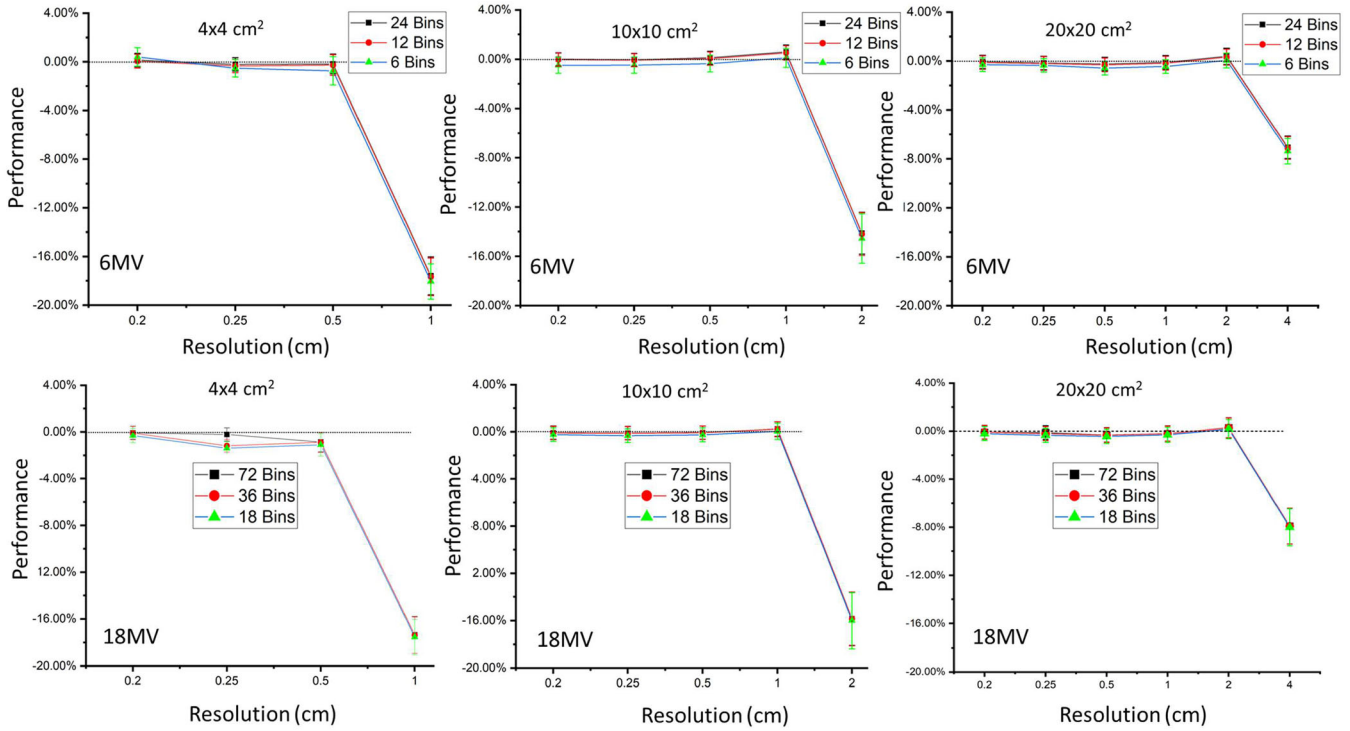 4x4 cm²
24 Bins
12 Bins
6 Bins
4.00%
0.00%
-4.00%
-8.00%
-12.00%
-16.00%
-20.00%
Performance
6MV
0.2 0.25 0.5 1
Resolution (cm)
10x10 cm²
24 Bins
12 Bins
6 Bins
4.00%
0.00%
-4.00%
-8.00%
-12.00%
-16.00%
-20.00%
Performance
6MV
0.2 0.25 0.5 1 2
Resolution (cm)
20x20 cm²
24 Bins
12 Bins
6 Bins
4.00%
0.00%
-4.00%
-8.00%
-12.00%
-16.00%
-20.00%
Performance
6MV
0.2 0.25 0.5 1 2 4
Resolution (cm)
4x4 cm²
72 Bins
36 Bins
18 Bins
4.00%
0.00%
-4.00%
-8.00%
12.00%
-16.00%
-20.00%
Performance
18MV
0.2 0.25 0.5 1
Resolution (cm)
10x10 cm²
72 Bins
36 Bins
18 Bins
4.00%
0.00%
-4.00%
-8.00%
2.00%
-16.00%
-20.00%
Performance
18MV
0.2 0.25 0.5 1 2
Resolution (cm)
20x20 cm²
72 Bins
36 Bins
18 Bins
4.00%
0.00%
-4.00%
-8.00%
-12.00%
-16.00%
-20.00%
Performance
18MV
0.2 0.25 0.5 1 2 4
Resolution (cm)